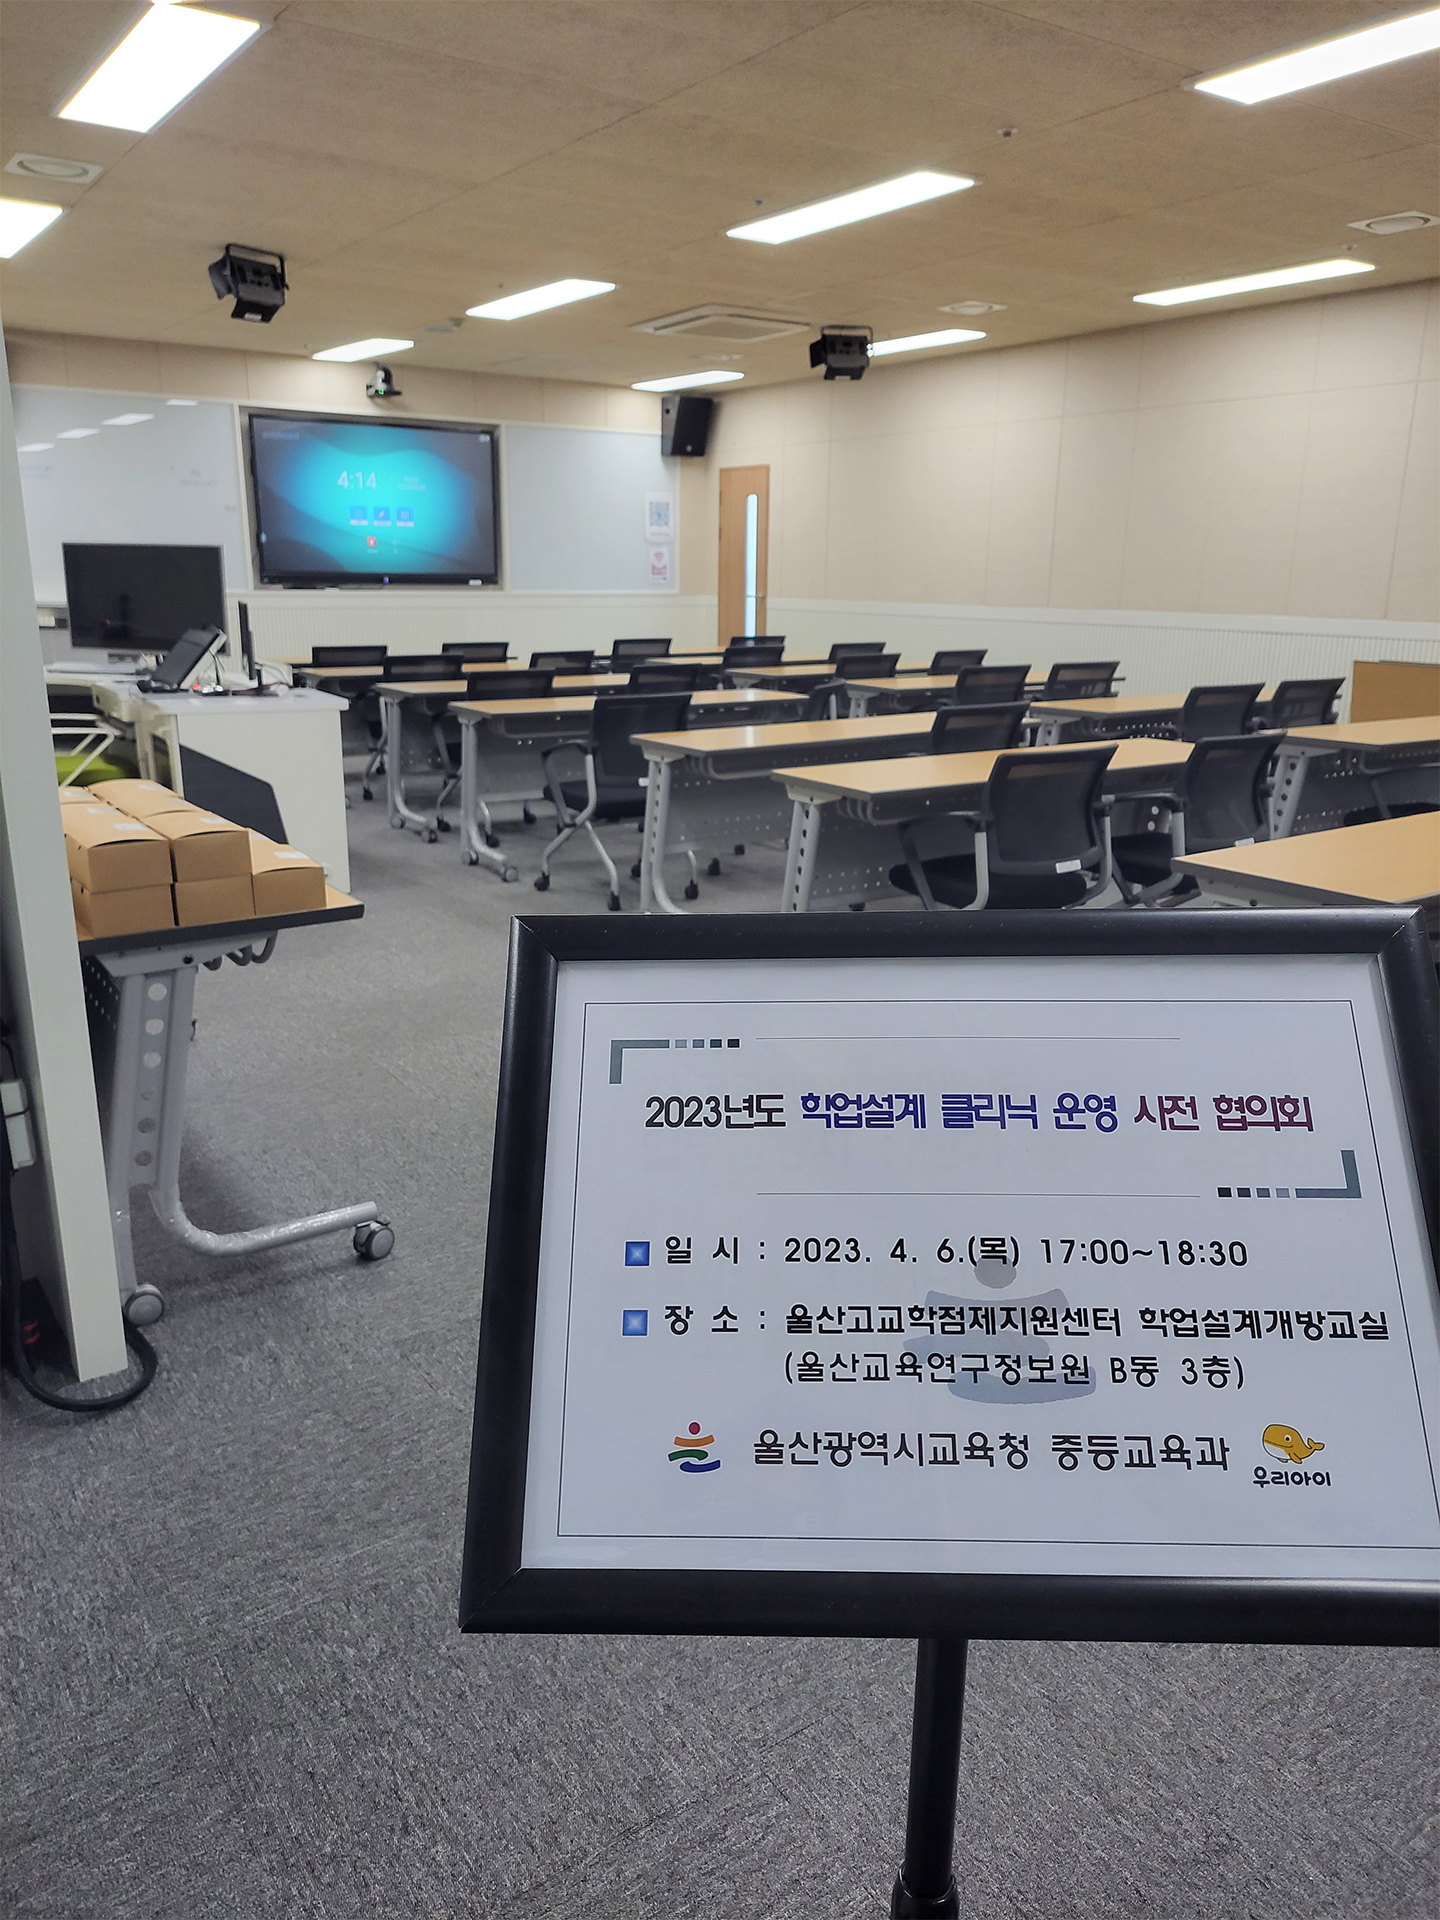 4:14
2023년도 학업설계 클리닉 운영 사전 협의회
일 시 : 2023. 4. 6.(목) 17:00~18:30
장 소 : 울산고교학점제지원센터 학업설계개방교실
(울산교육연구정보원 B동 3층)
울산광역시교육청 중등교육과
우리아이